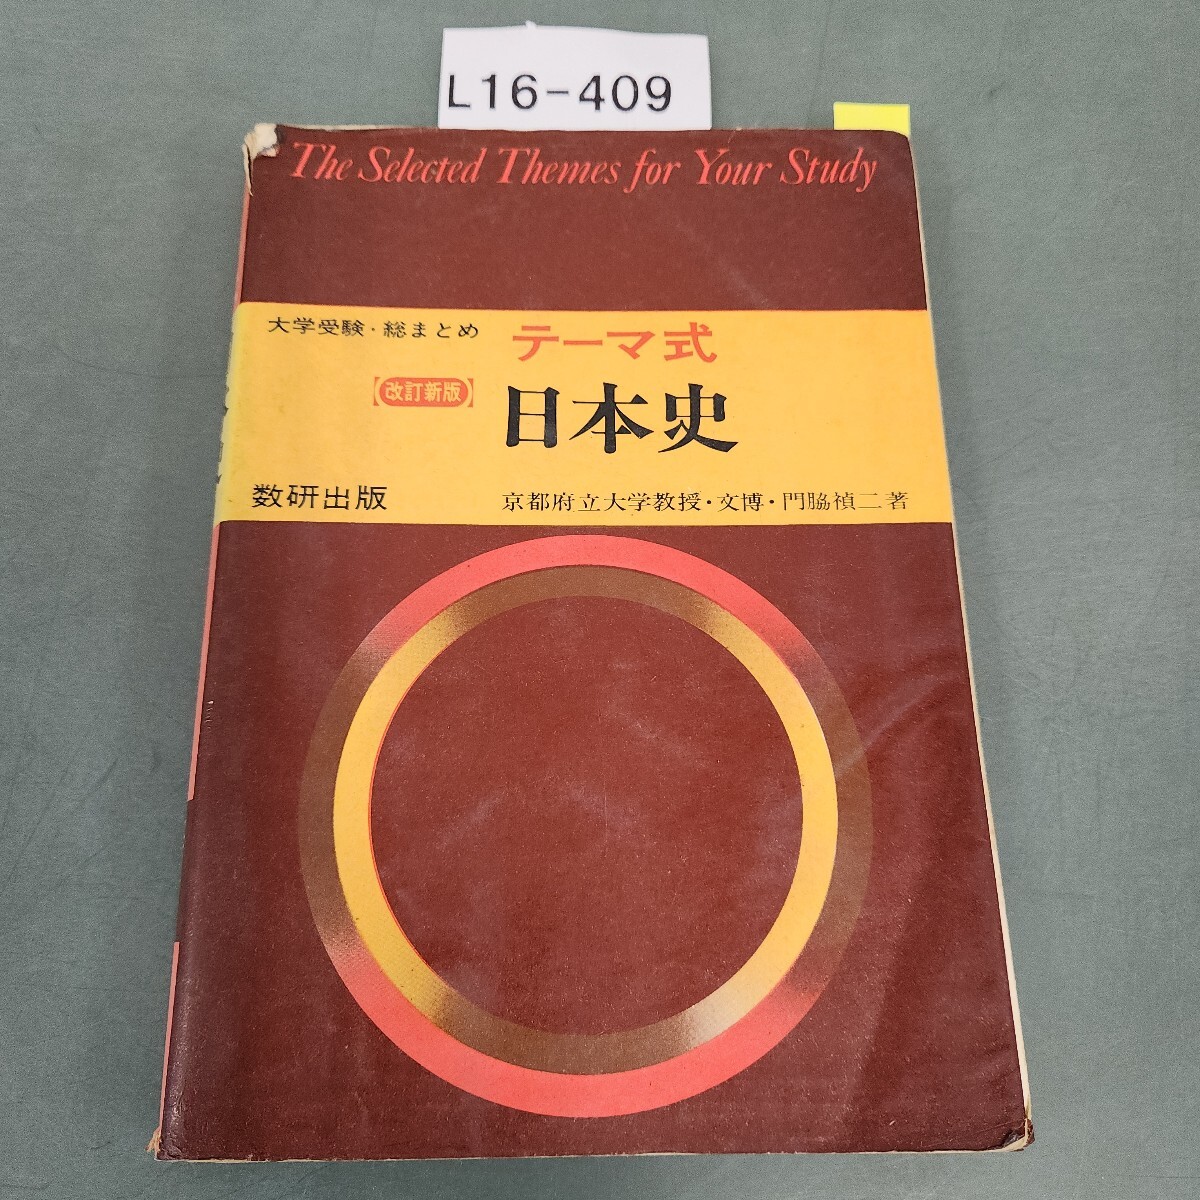 L16-409
The Selected Themes for Your Study
大学受験・総まとめ テーマ式
【改訂新版】 日本史
数研出版 京都府立大学教授・文博・門脇禎二著